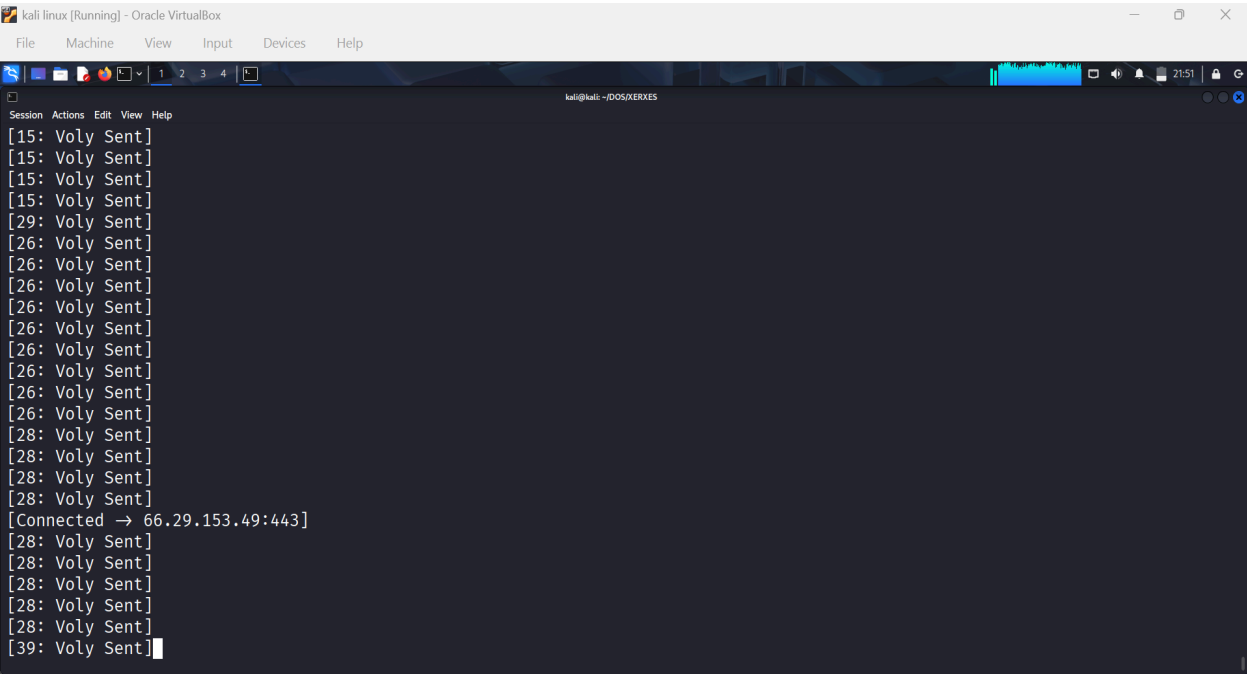 kali linux [Running] - Oracle VirtualBox
File Machine View Input Devices Help
1 2 3 4 21:51
kali@kali: ~/DOS/XERXES
Session Actions Edit View Help
[15: Voly Sent]
[15: Voly Sent]
[15: Voly Sent]
[15: Voly Sent]
[29: Voly Sent]
[26: Voly Sent]
[26: Voly Sent]
[26: Voly Sent]
[26: Voly Sent]
[26: Voly Sent]
[26: Voly Sent]
[26: Voly Sent]
[26: Voly Sent]
[26: Voly Sent]
[28: Voly Sent]
[28: Voly Sent]
[28: Voly Sent]
[28: Voly Sent]
[Connected → 66.29.153.49:443]
[28: Voly Sent]
[28: Voly Sent]
[28: Voly Sent]
[28: Voly Sent]
[28: Voly Sent]
[39: Voly Sent]